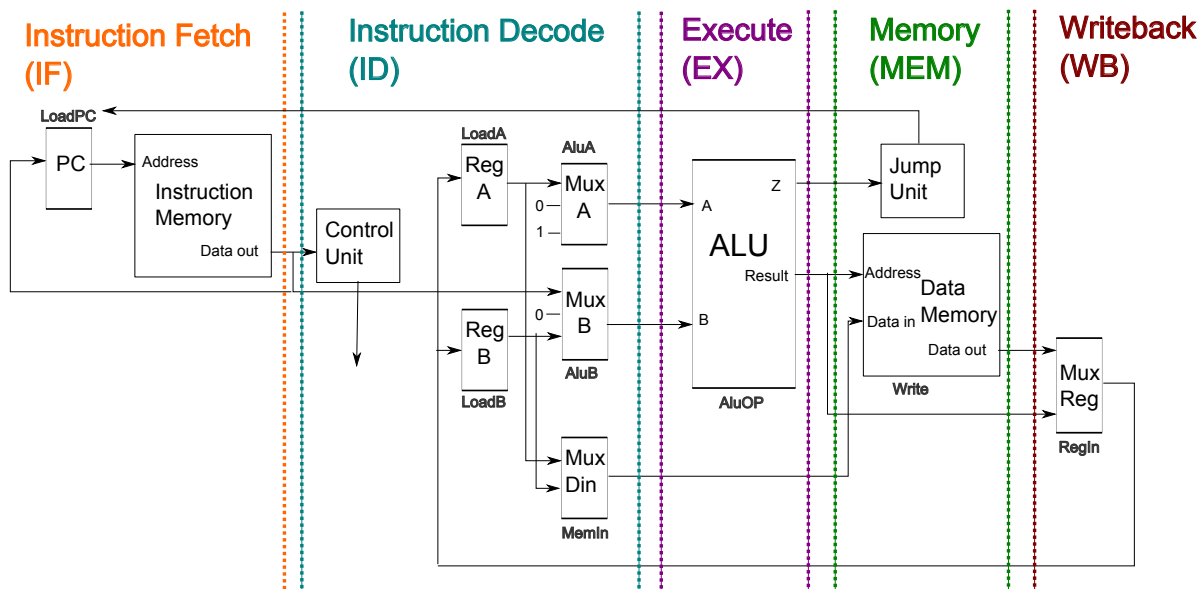 Instruction Fetch
(IF)
Instruction Decode
(ID)
Execute
(EX)
Memory
(MEM)
Writeback
(WB)
LoadPC
PC
Address
Instruction
Memory
Data out
Control
Unit
LoadA
Reg
A
AluA
Mux
A
0
1
Mux
B
0
AluB
Reg
B
LoadB
Mux
Din
MemIn
A
B
Z
ALU
Result
AluOP
Jump
Unit
Address
Data
Memory
Data in
Data out
Write
Mux
Reg
RegIn